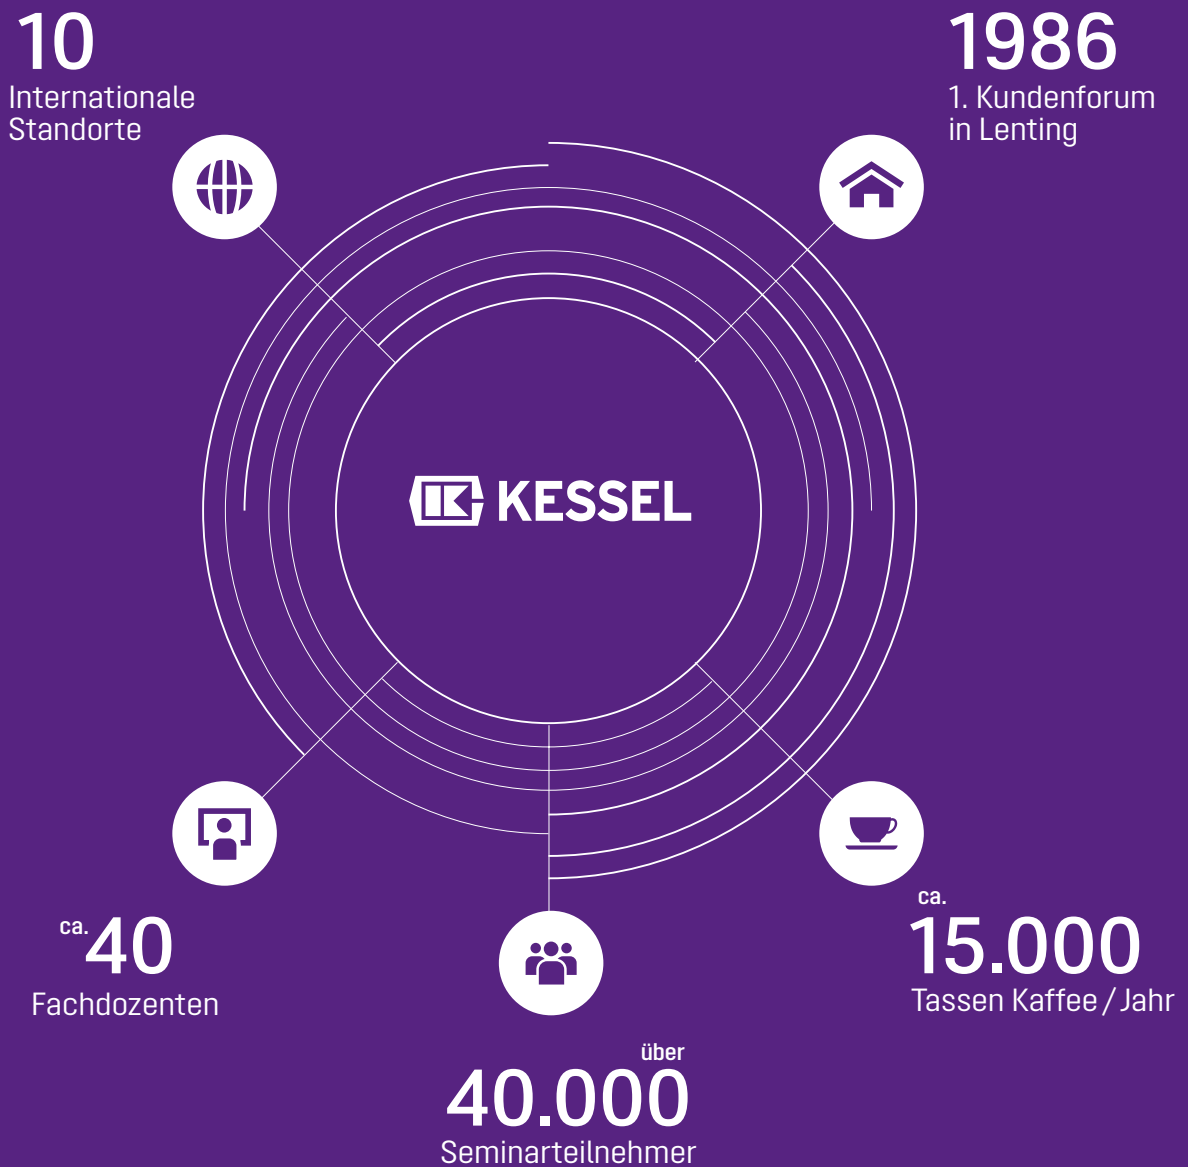 10
Internationale
Standorte
1986
1. Kundenforum
in Lenting
KESSEL
ca. 40
Fachdozenten
ca.
15.000
Tassen Kaffee / Jahr
über
40.000
Seminarteilnehmer